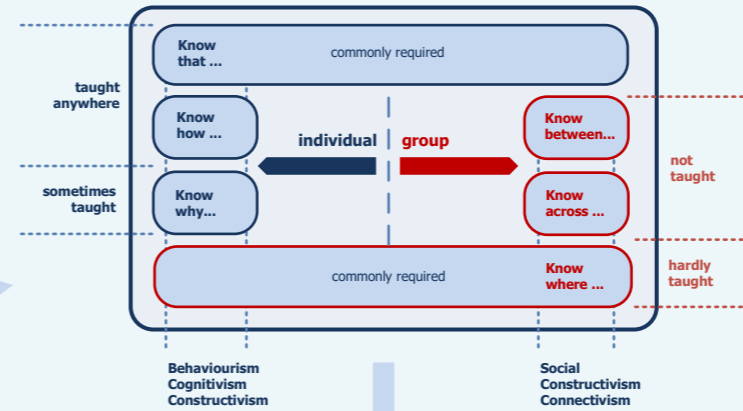 Know
that ...
commonly required
taught
anywhere
Know
how ...
individual
group
Know
between...
not
taught
sometimes
taught
Know
why...
Know
across ...
commonly required
Know
where ...
hardly
taught
Behaviourism
Cognitivism
Constructivism
Social
Constructivism
Connectivism